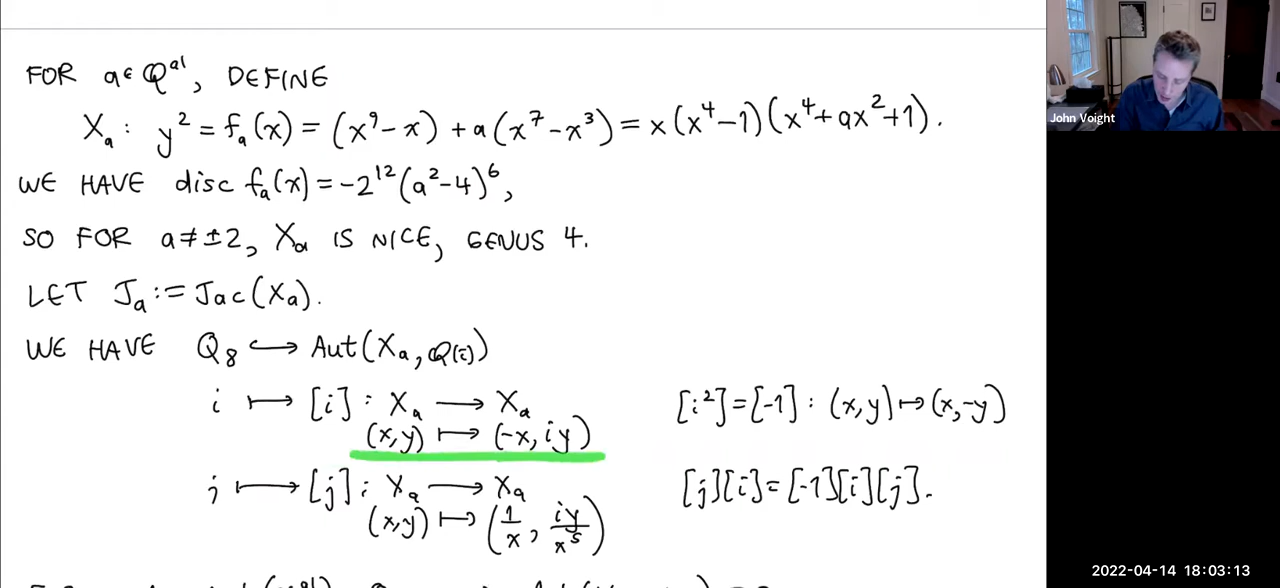 FOR a∈Q^al, DEFINE
X_a: y² = f_a(x) = (x⁹-x) + a(x⁷-x³) = x(x⁴-1)(x⁴+ax²+1).
WE HAVE disc f_a(x) = -2¹²(a²-4)⁶,
SO FOR a≠±2, X_a IS NICE, GENUS 4.
LET J_a := Jac(X_a).
WE HAVE Q₈ ↪ Aut(X_a,Q(i))
i ↦ [i] : X_a → X_a [i²]=[-1] : (x,y) ↦ (x,-y)
(x,y) ↦ (-x, iy)
j ↦ [j] : X_a → X_a [j][i]=[-1][i][j].
(x,y) ↦ (1/x, iy/x⁵)
John Voight
2022-04-14 18:03:13